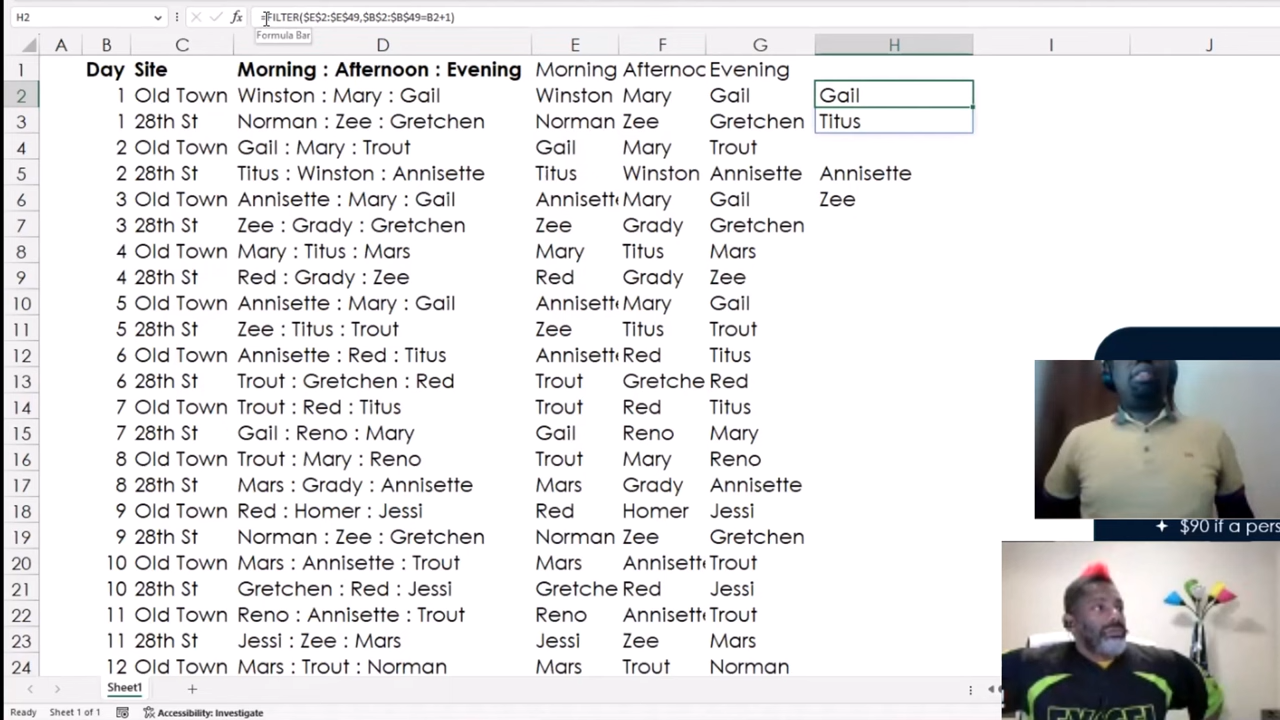 H2 fx =FILTER($E$2:$E$49,$B$2:$B$49=B2+1)
Formula Bar
A B C D E F G H I J
1 Day Site Morning : Afternoon : Evening Morning Afternoc Evening
2 1 Old Town Winston : Mary : Gail Winston Mary Gail Gail
3 1 28th St Norman : Zee : Gretchen Norman Zee Gretchen Titus
4 2 Old Town Gail : Mary : Trout Gail Mary Trout
5 2 28th St Titus : Winston : Annisette Titus Winston Annisette Annisette
6 3 Old Town Annisette : Mary : Gail Annisett Mary Gail Zee
7 3 28th St Zee : Grady : Gretchen Zee Grady Gretchen
8 4 Old Town Mary : Titus : Mars Mary Titus Mars
9 4 28th St Red : Grady : Zee Red Grady Zee
10 5 Old Town Annisette : Mary : Gail Annisett Mary Gail
11 5 28th St Zee : Titus : Trout Zee Titus Trout
12 6 Old Town Annisette : Red : Titus Annisett Red Titus
13 6 28th St Trout : Gretchen : Red Trout Gretche Red
14 7 Old Town Trout : Red : Titus Trout Red Titus
15 7 28th St Gail : Reno : Mary Gail Reno Mary
16 8 Old Town Trout : Mary : Reno Trout Mary Reno
17 8 28th St Mars : Grady : Annisette Mars Grady Annisette
18 9 Old Town Red : Homer : Jessi Red Homer Jessi
19 9 28th St Norman : Zee : Gretchen Norman Zee Gretchen
20 10 Old Town Mars : Annisette : Trout Mars Annisett Trout
21 10 28th St Gretchen : Red : Jessi Gretche Red Jessi
22 11 Old Town Reno : Annisette : Trout Reno Annisett Trout
23 11 28th St Jessi : Zee : Mars Jessi Zee Mars
24 12 Old Town Mars : Trout : Norman Mars Trout Norman
$90 if a pers
Sheet1
Ready Sheet 1 of 1 Accessibility: Investigate